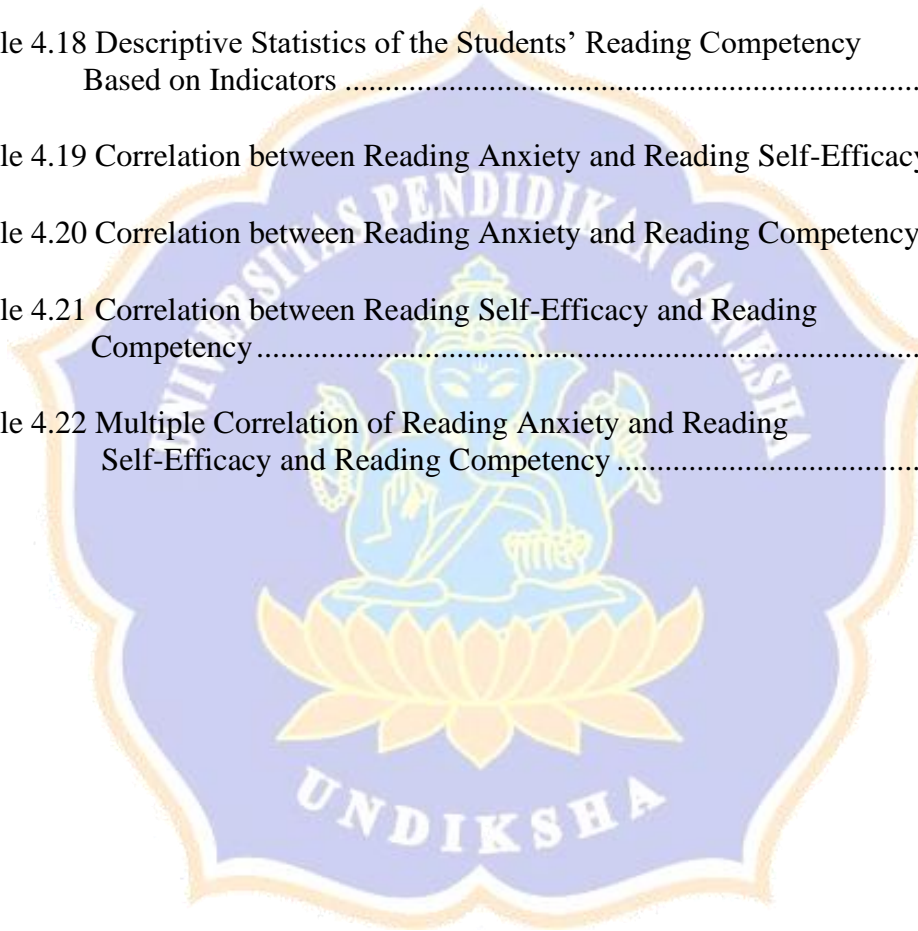 le 4.18 Descriptive Statistics of the Students’ Reading Competency
Based on Indicators ........................................................................
le 4.19 Correlation between Reading Anxiety and Reading Self-Efficacy
le 4.20 Correlation between Reading Anxiety and Reading Competency
le 4.21 Correlation between Reading Self-Efficacy and Reading
Competency...................................................................................
le 4.22 Multiple Correlation of Reading Anxiety and Reading
Self-Efficacy and Reading Competency ......................................
UNIVERSITAS PENDIDIKAN GANESHA
UNDIKSHA